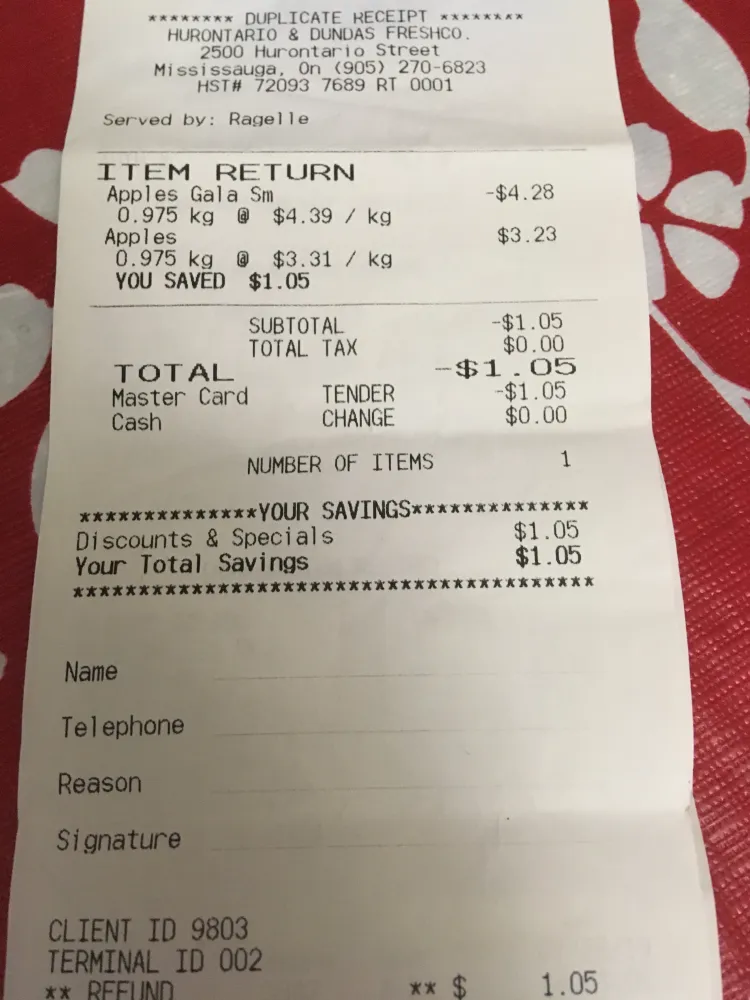 ******** DUPLICATE RECEIPT ********
HURONTARIO & DUNDAS FRESHCO.
2500 Hurontario Street
Mississauga, On (905) 270-6823
HST# 72093 7689 RT 0001
Served by: Ragelle
ITEM RETURN
Apples Gala Sm -$4.28
0.975 kg @ $4.39 / kg
Apples $3.23
0.975 kg @ $3.31 / kg
YOU SAVED $1.05
SUBTOTAL -$1.05
TOTAL TAX $0.00
TOTAL -$1.05
Master Card TENDER -$1.05
Cash CHANGE $0.00
NUMBER OF ITEMS 1
**************YOUR SAVINGS**************
Discounts & Specials $1.05
Your Total Savings $1.05
****************************************
Name
Telephone
Reason
Signature
CLIENT ID 9803
TERMINAL ID 002
** REFUND ** $ 1.05